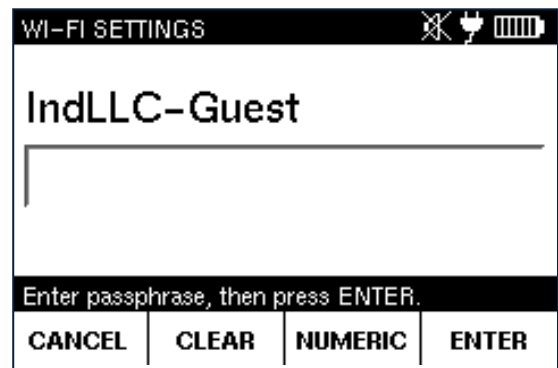 WI-FI SETTINGS
IndLLC-Guest
Enter passphrase, then press ENTER.
CANCEL CLEAR NUMERIC ENTER